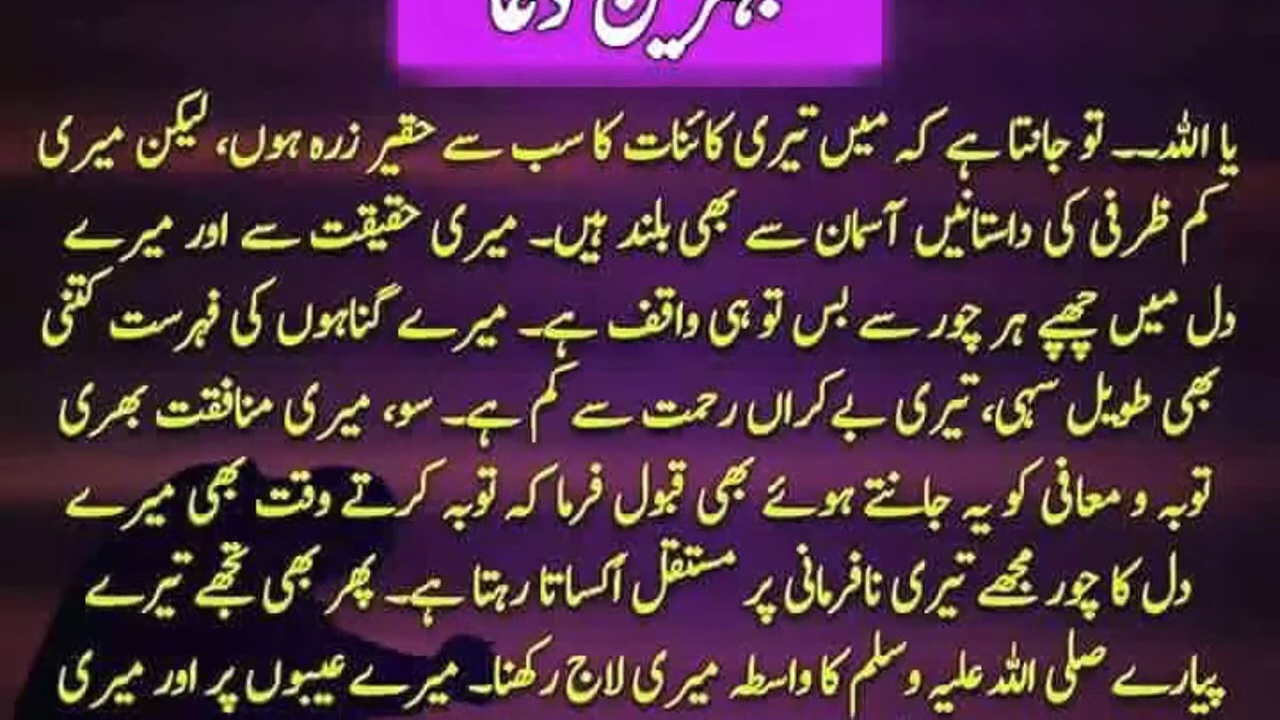 بہترین دعا
یا اللہ۔۔ تو جانتا ہے کہ میں تیری کائنات کا سب سے حقیر زرہ ہوں، لیکن میری
کم ظرفی کی داستانیں آسمان سے بھی بلند ہیں۔ میری حقیقت سے اور میرے
دل میں چھپے ہر چور سے بس تو ہی واقف ہے۔ میرے گناہوں کی فہرست کتنی
بھی طویل سہی، تیری بے کراں رحمت سے کم ہے۔ سو، میری منافقت بھری
توبہ و معافی کو یہ جانتے ہوئے بھی قبول فرما کہ توبہ کرتے وقت بھی میرے
دل کا چور مجھے تیری نافرمانی پر مستقل اُکساتا رہتا ہے۔ پھر بھی تجھے تیرے
پیارے صلی اللہ علیہ وسلم کا واسطہ میری لاج رکھنا۔ میرے عیبوں پر اور میری